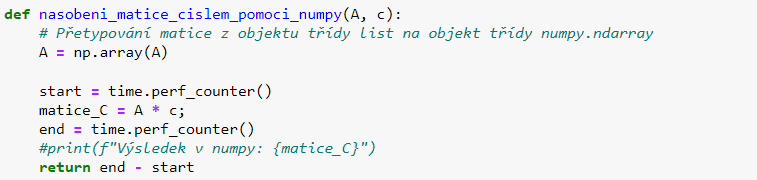 def nasobeni_matice_cislem_pomoci_numpy(A, c):
    # Přetypování matice z objektu třídy list na objekt třídy numpy.ndarray
    A = np.array(A)

    start = time.perf_counter()
    matice_C = A * c;
    end = time.perf_counter()
    #print(f"Výsledek v numpy: {matice_C}")
    return end - start